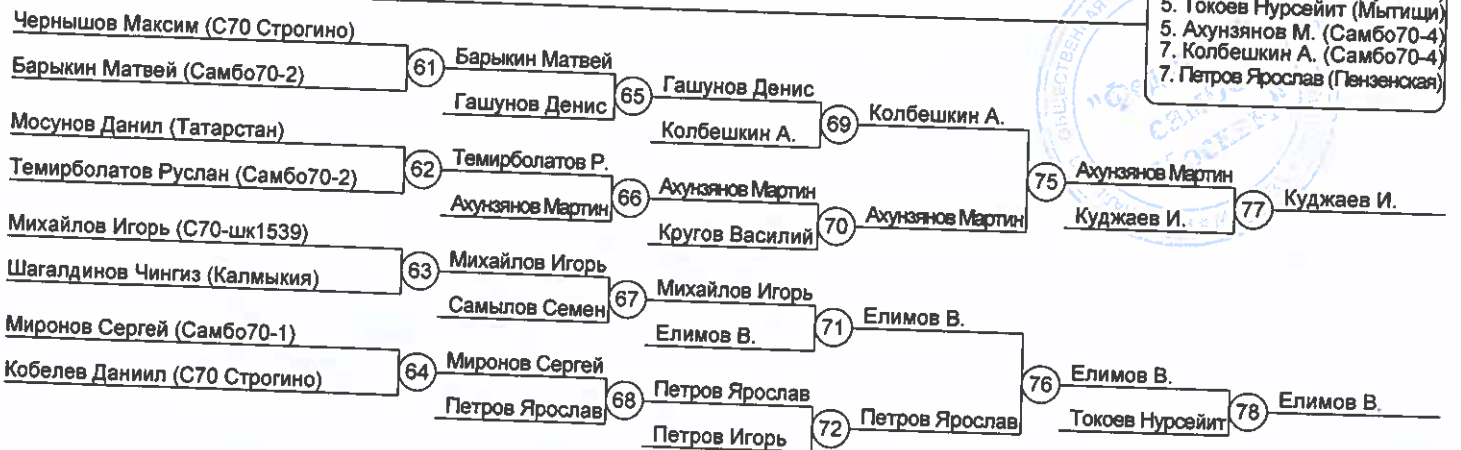 5. Токоев Нурсейит (Мытищи)
5. Ахунзянов М. (Самбо70-4)
7. Колбешкин А. (Самбо70-4)
7. Петров Ярослав (Пензенская)
Чернышов Максим (С70 Строгино)
Барыкин Матвей (Самбо70-2)
61
Барыкин Матвей
Гашунов Денис
65
Гашунов Денис
Колбешкин А.
69
Колбешкин А.
Мосунов Данил (Татарстан)
Темирболатов Руслан (Самбо70-2)
62
Темирболатов Р.
Ахунзянов Мартин
66
Ахунзянов Мартин
Кругов Василий
70
Ахунзянов Мартин
75
Ахунзянов Мартин
Куджаев И.
77
Куджаев И.
Михайлов Игорь (С70-шк1539)
Шагалдинов Чингиз (Калмыкия)
63
Михайлов Игорь
Самылов Семен
67
Михайлов Игорь
Елимов В.
71
Елимов В.
Миронов Сергей (Самбо70-1)
Кобелев Даниил (С70 Строгино)
64
Миронов Сергей
Петров Ярослав
68
Петров Ярослав
Петров Игорь
72
Петров Ярослав
76
Елимов В.
Токоев Нурсейит
78
Елимов В.